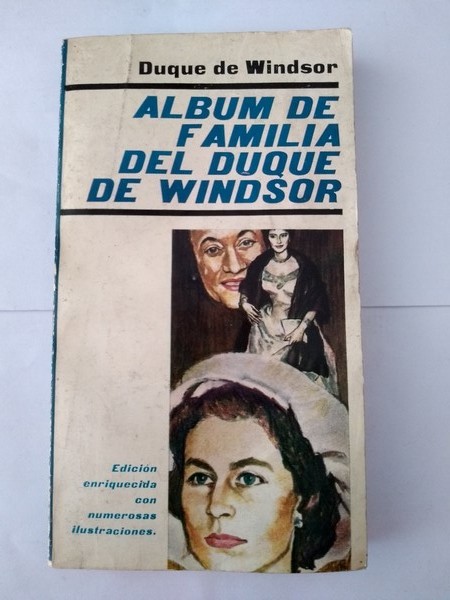 Duque de Windsor
ALBUM DE
FAMILIA
DEL DUQUE
DE WINDSOR
Edición
enriquecida
con
numerosas
ilustraciones.